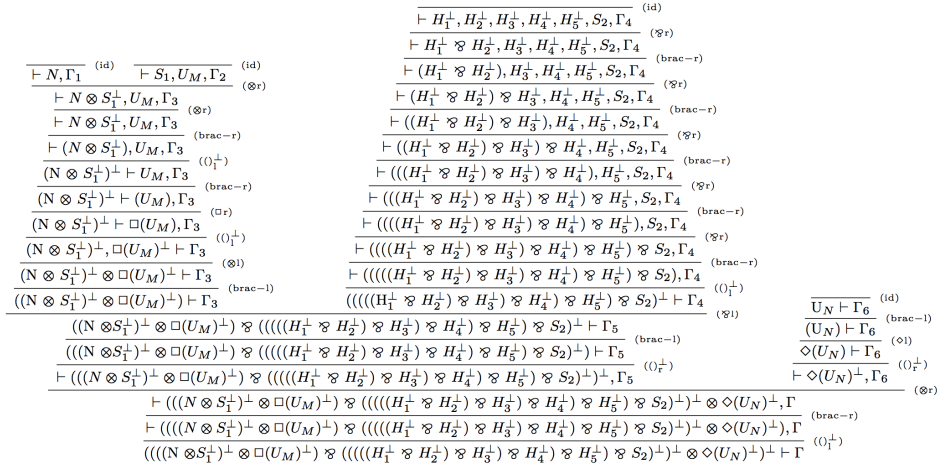 ⊢ H₁^⊥, H₂^⊥, H₃^⊥, H₄^⊥, H₅^⊥, S₂, Γ₄ (id)
⊢ H₁^⊥ ⅋ H₂^⊥, H₃^⊥, H₄^⊥, H₅^⊥, S₂, Γ₄ (⅋r)
⊢ (H₁^⊥ ⅋ H₂^⊥), H₃^⊥, H₄^⊥, H₅^⊥, S₂, Γ₄ (brac−r)
⊢ (H₁^⊥ ⅋ H₂^⊥) ⅋ H₃^⊥, H₄^⊥, H₅^⊥, S₂, Γ₄ (⅋r)
⊢ ((H₁^⊥ ⅋ H₂^⊥) ⅋ H₃^⊥), H₄^⊥, H₅^⊥, S₂, Γ₄ (brac−r)
⊢ ((H₁^⊥ ⅋ H₂^⊥) ⅋ H₃^⊥) ⅋ H₄^⊥, H₅^⊥, S₂, Γ₄ (⅋r)
⊢ (((H₁^⊥ ⅋ H₂^⊥) ⅋ H₃^⊥) ⅋ H₄^⊥), H₅^⊥, S₂, Γ₄ (brac−r)
⊢ (((H₁^⊥ ⅋ H₂^⊥) ⅋ H₃^⊥) ⅋ H₄^⊥) ⅋ H₅^⊥, S₂, Γ₄ (⅋r)
⊢ ((((H₁^⊥ ⅋ H₂^⊥) ⅋ H₃^⊥) ⅋ H₄^⊥) ⅋ H₅^⊥), S₂, Γ₄ (brac−r)
⊢ ((((H₁^⊥ ⅋ H₂^⊥) ⅋ H₃^⊥) ⅋ H₄^⊥) ⅋ H₅^⊥) ⅋ S₂, Γ₄ (⅋r)
⊢ (((((H₁^⊥ ⅋ H₂^⊥) ⅋ H₃^⊥) ⅋ H₄^⊥) ⅋ H₅^⊥) ⅋ S₂), Γ₄ (brac−r)
(((((H₁^⊥ ⅋ H₂^⊥) ⅋ H₃^⊥) ⅋ H₄^⊥) ⅋ H₅^⊥) ⅋ S₂)^⊥ ⊢ Γ₄ (()^⊥_l)
⊢ N, Γ₁ (id) ⊢ S₁, U_M, Γ₂ (id)
⊢ N ⊗ S₁^⊥, U_M, Γ₃ (⊗r)
⊢ N ⊗ S₁^⊥, U_M, Γ₃ (⊗r)
⊢ (N ⊗ S₁^⊥), U_M, Γ₃ (brac−r)
(N ⊗ S₁^⊥)^⊥ ⊢ U_M, Γ₃ (()^⊥_l)
(N ⊗ S₁^⊥)^⊥ ⊢ (U_M), Γ₃ (brac−r)
(N ⊗ S₁^⊥)^⊥ ⊢ □(U_M), Γ₃ (□r)
(N ⊗ S₁^⊥)^⊥, □(U_M)^⊥ ⊢ Γ₃ (()^⊥_l)
(N ⊗ S₁^⊥)^⊥ ⊗ □(U_M)^⊥ ⊢ Γ₃ (⊗l)
((N ⊗ S₁^⊥)^⊥ ⊗ □(U_M)^⊥) ⊢ Γ₃ (brac−l)
((N ⊗S₁^⊥)^⊥ ⊗ □(U_M)^⊥) ⅋ (((((H₁^⊥ ⅋ H₂^⊥) ⅋ H₃^⊥) ⅋ H₄^⊥) ⅋ H₅^⊥) ⅋ S₂)^⊥ ⊢ Γ₅ (⅋l)
(((N ⊗ S₁^⊥)^⊥ ⊗ □(U_M)^⊥) ⅋ (((((H₁^⊥ ⅋ H₂^⊥) ⅋ H₃^⊥) ⅋ H₄^⊥) ⅋ H₅^⊥) ⅋ S₂)^⊥) ⊢ Γ₅ (brac−l)
⊢ (((N ⊗ S₁^⊥)^⊥ ⊗ □(U_M)^⊥) ⅋ (((((H₁^⊥ ⅋ H₂^⊥) ⅋ H₃^⊥) ⅋ H₄^⊥) ⅋ H₅^⊥) ⅋ S₂)^⊥)^⊥, Γ₅ (()^⊥_r)
U_N ⊢ Γ₆ (id)
(U_N) ⊢ Γ₆ (brac−l)
◇(U_N) ⊢ Γ₆ (◇l)
⊢ ◇(U_N)^⊥, Γ₆ (()^⊥_r)
⊢ (((N ⊗ S₁^⊥)^⊥ ⊗ □(U_M)^⊥) ⅋ (((((H₁^⊥ ⅋ H₂^⊥) ⅋ H₃^⊥) ⅋ H₄^⊥) ⅋ H₅^⊥) ⅋ S₂)^⊥)^⊥ ⊗ ◇(U_N)^⊥, Γ (⊗r)
⊢ ((((N ⊗ S₁^⊥)^⊥ ⊗ □(U_M)^⊥) ⅋ (((((H₁^⊥ ⅋ H₂^⊥) ⅋ H₃^⊥) ⅋ H₄^⊥) ⅋ H₅^⊥) ⅋ S₂)^⊥)^⊥ ⊗ ◇(U_N)^⊥), Γ (brac−r)
((((N ⊗S₁^⊥)^⊥ ⊗ □(U_M)^⊥) ⅋ (((((H₁^⊥ ⅋ H₂^⊥) ⅋ H₃^⊥) ⅋ H₄^⊥) ⅋ H₅^⊥) ⅋ S₂)^⊥)^⊥ ⊗ ◇(U_N)^⊥)^⊥ ⊢ Γ (()^⊥_l)